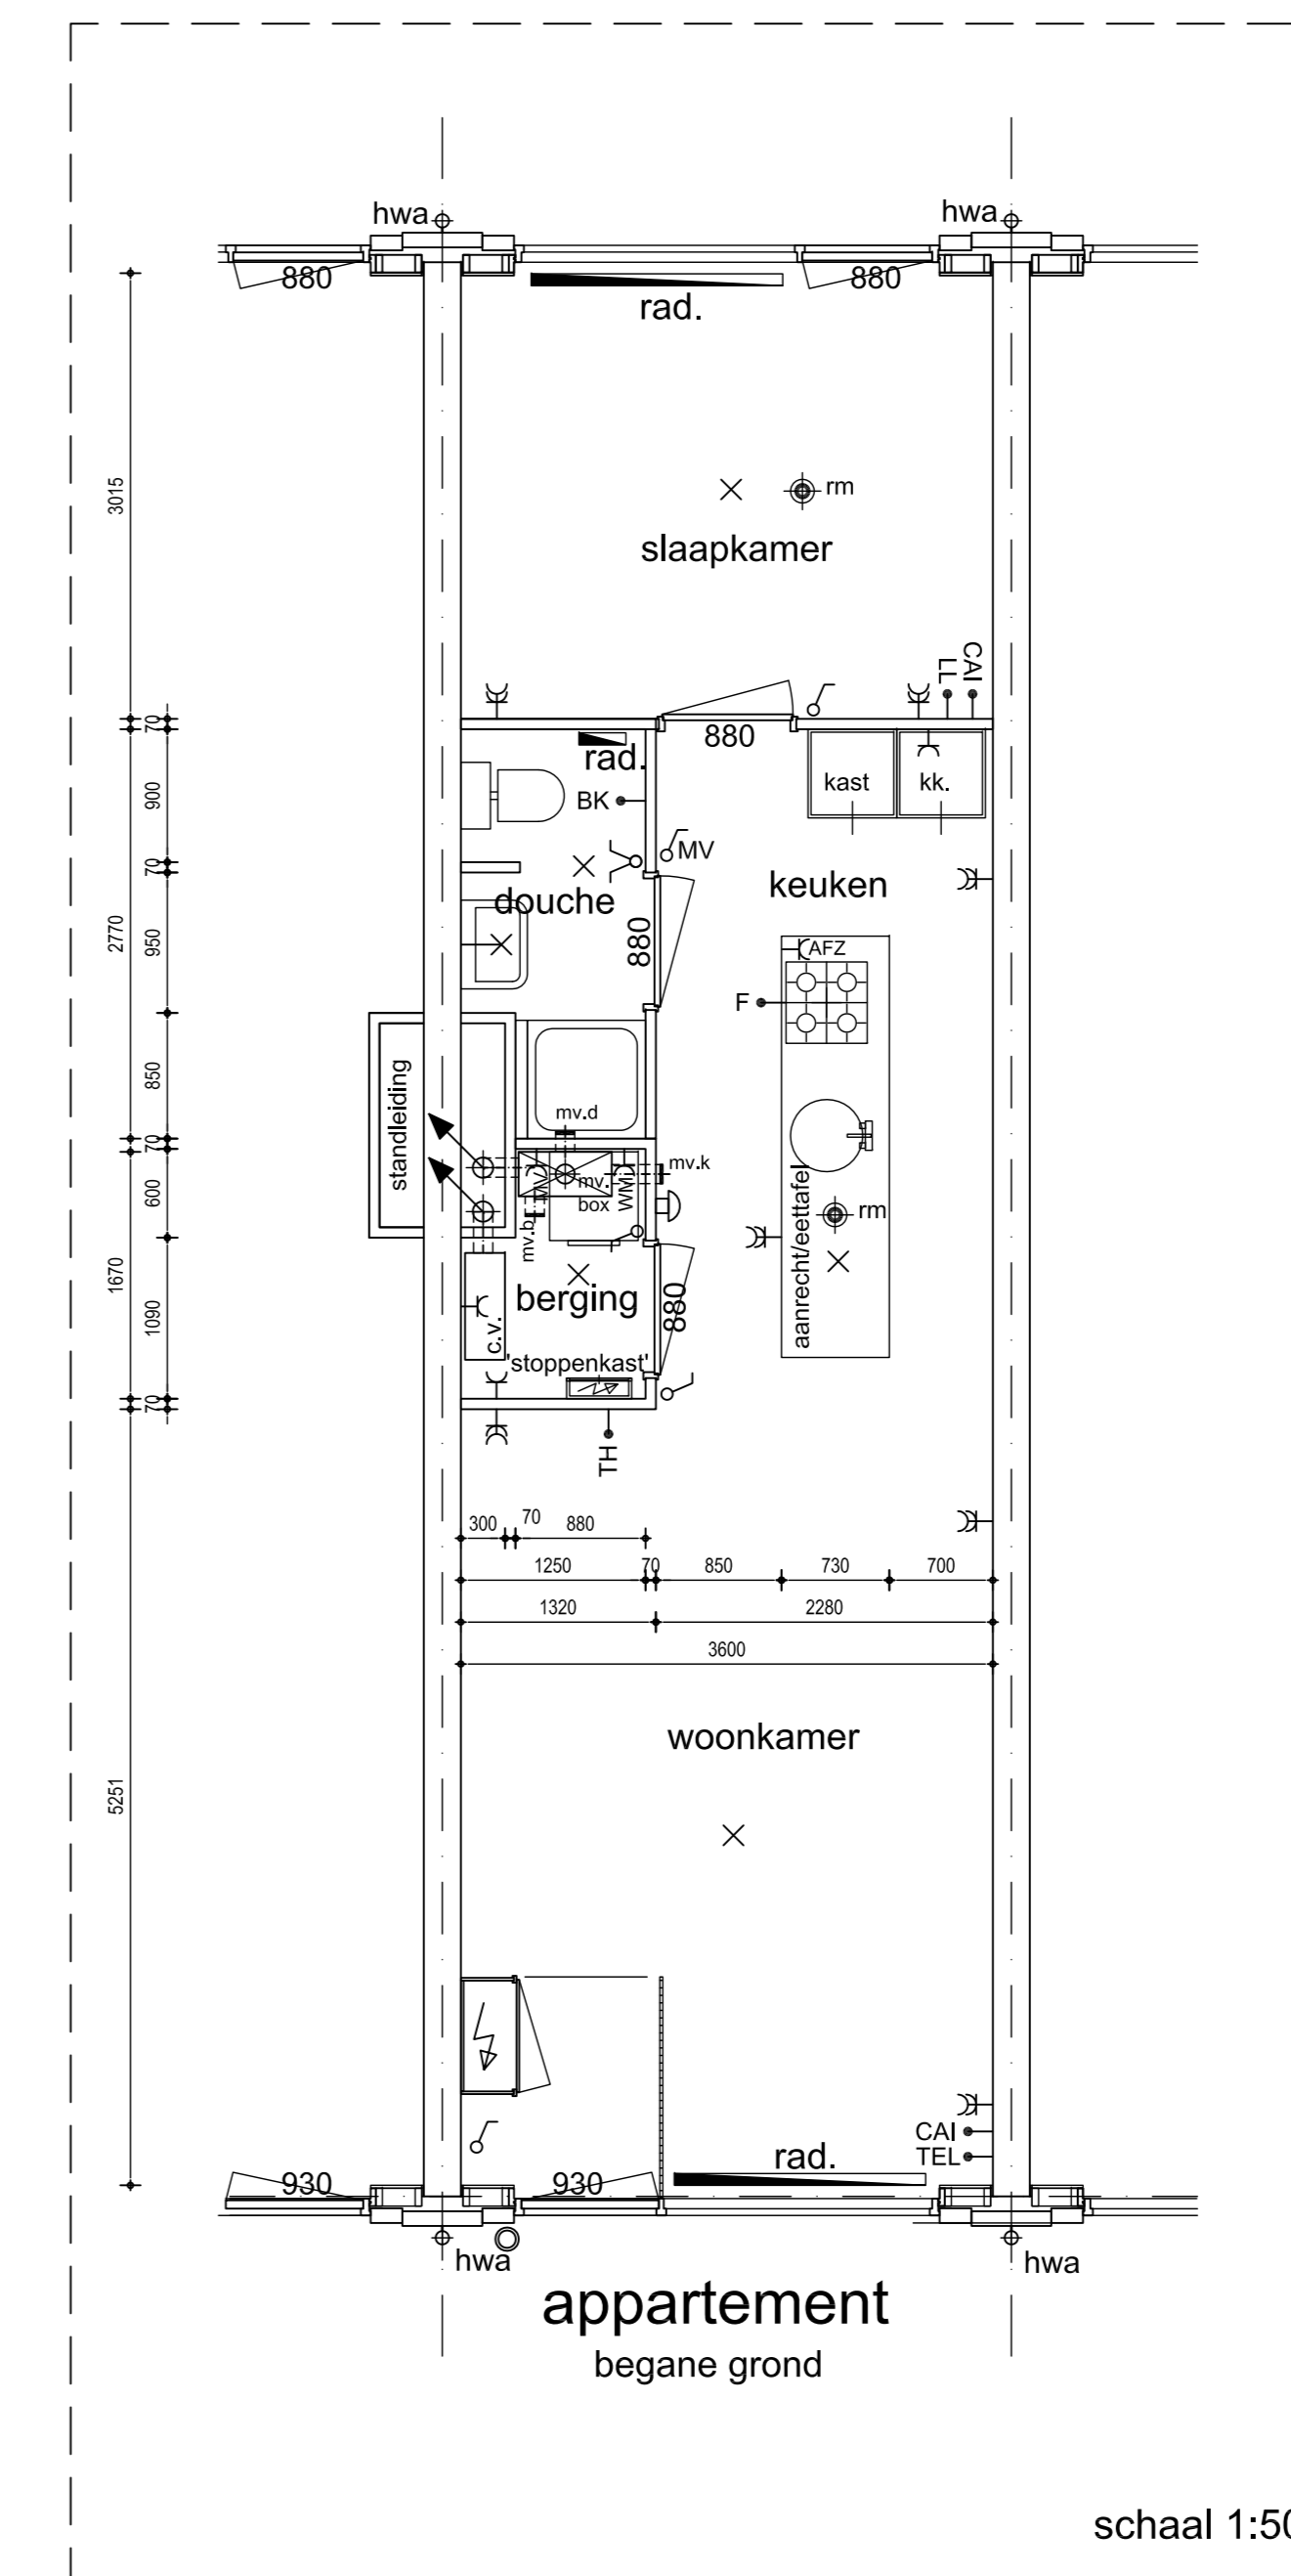 hwa
hwa
880
880
rad.
3015
rm
slaapkamer
LL
CAI
70
880
rad.
kast
kk.
BK
900
MV
keuken
70
douche
2770
950
880
AFZ
F
850
standleiding
mv.d
70
mv.k
MV
mv.
box
WM
600
mv.b
rm
aanrecht/eettafel
1670
1090
berging
880
c.v.
'stoppenkast'
70
TH
300
70
880
1250
70
850
730
700
1320
2280
3600
woonkamer
5251
CAI
TEL
rad.
930
930
hwa
hwa
appartement
begane grond
schaal 1:50